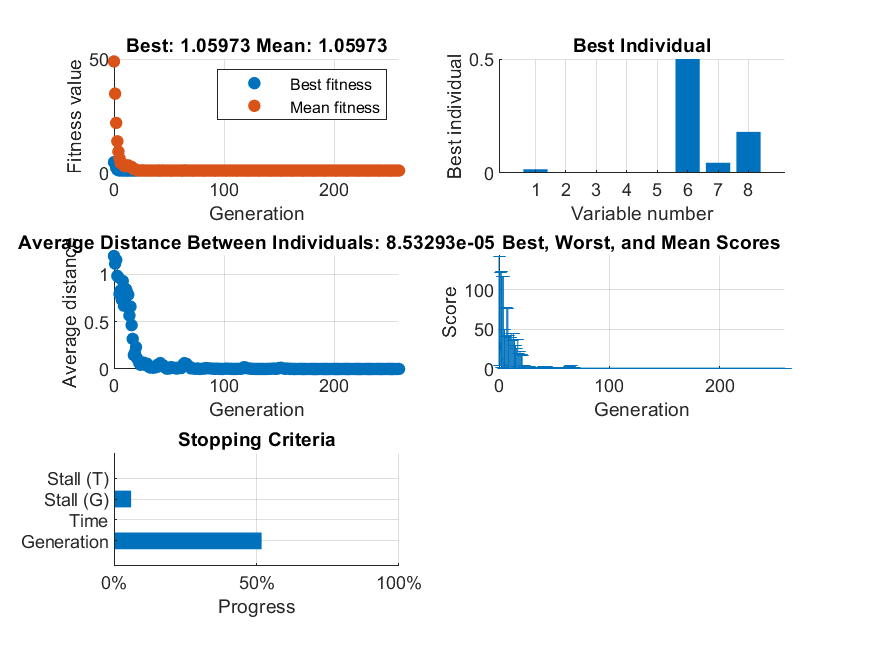 Best: 1.05973 Mean: 1.05973
Fitness value
50
0
Best fitness
Mean fitness
0 100 200
Generation
Best Individual
Best individual
0.5
0
1 2 3 4 5 6 7 8
Variable number
Average Distance Between Individuals: 8.53293e-05
Average distance
1
0.5
0
0 100 200
Generation
Best, Worst, and Mean Scores
Score
100
50
0
0 100 200
Generation
Stopping Criteria
Stall (T)
Stall (G)
Time
Generation
0% 50% 100%
Progress